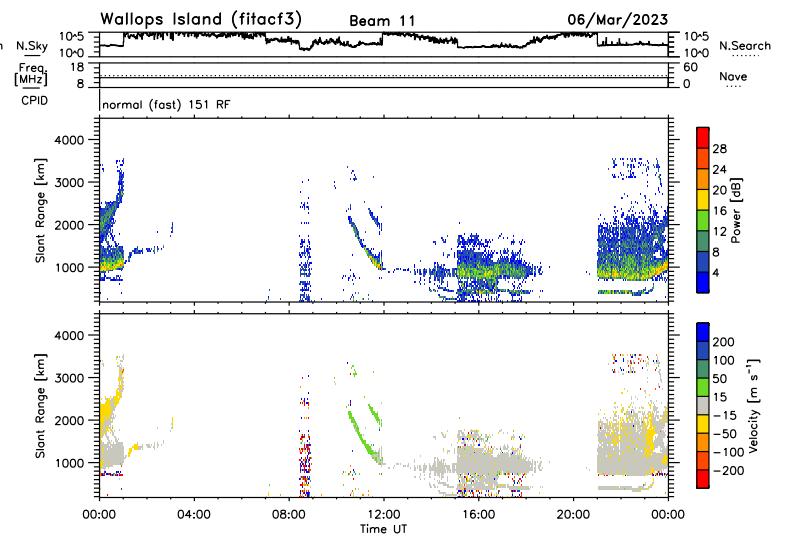 Wallops Island (fitacf3) Beam 11 06/Mar/2023
n N.Sky 10^5 10^5 N.Search
10^0 10^0
Freq. 18 60 Nave
[MHz] 8 0
CPID normal (fast) 151 RF
Slant Range [km]
4000
3000
2000
1000
28
24
20
16
12
8
4
Power [dB]
Slant Range [km]
4000
3000
2000
1000
200
100
50
15
-15
-50
-100
-200
Velocity [m s⁻¹]
00:00 04:00 08:00 12:00 16:00 20:00 00:00
Time UT